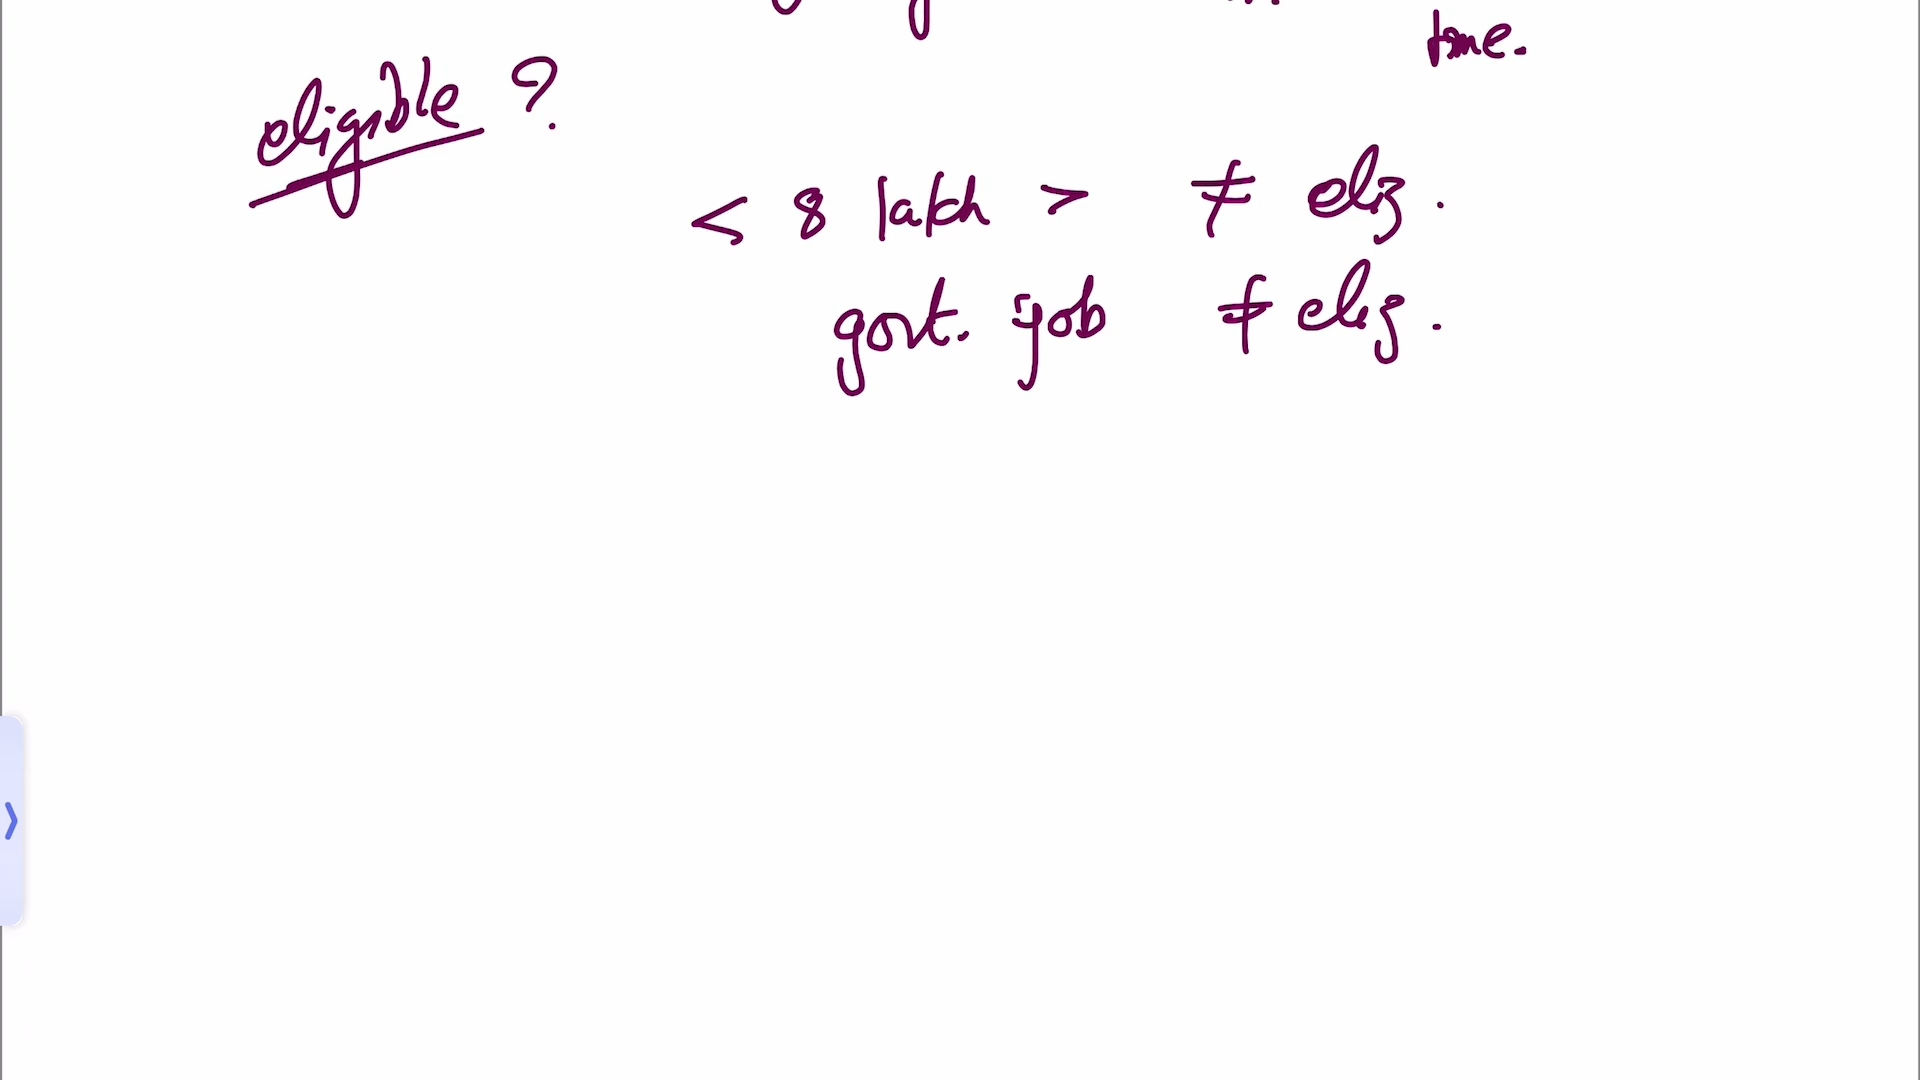 time.
eligible ?
< 8 lakh > ≠ elig.
govt. job ≠ elig.